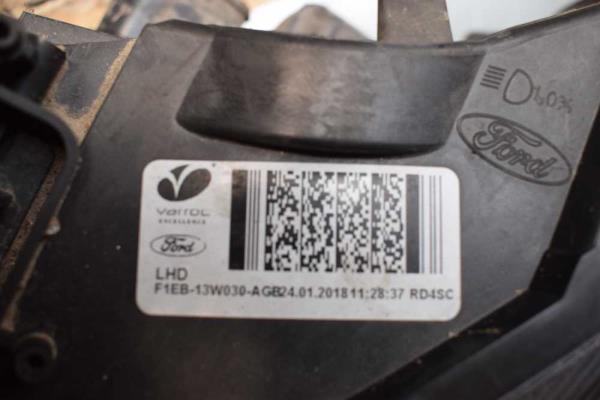 1,0%
Ford
varroc
EXCELLENCE
Ford
LHD
F1EB-13W030-AGB24.01.2018 11:28:37 RD4SC